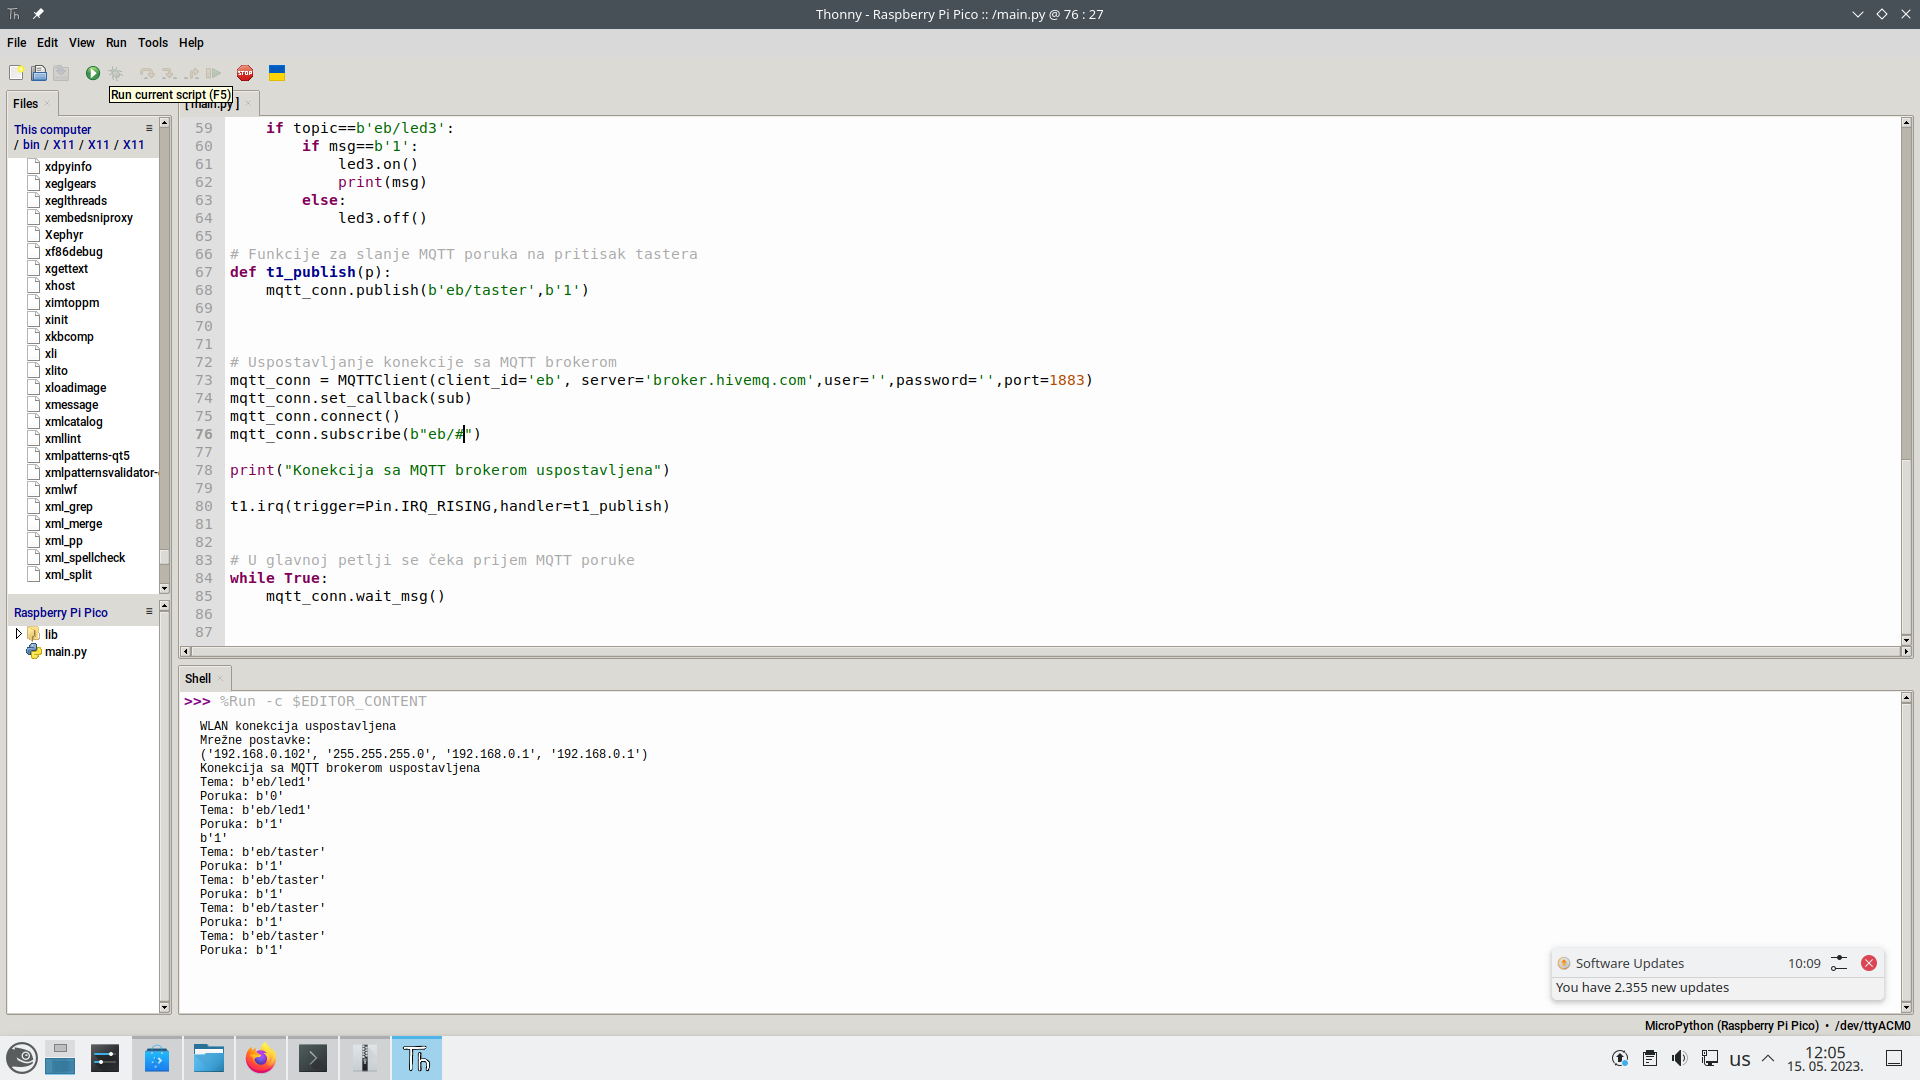 Thonny - Raspberry Pi Pico :: /main.py @ 76 : 27
File Edit View Run Tools Help
STOP
Run current script (F5)
Files
[ main.py ]
This computer
/ bin / X11 / X11 / X11
xdpyinfo
xeglgears
xeglthreads
xembedsniproxy
Xephyr
xf86debug
xgettext
xhost
ximtoppm
xinit
xkbcomp
xli
xlito
xloadimage
xmessage
xmlcatalog
xmllint
xmlpatterns-qt5
xmlpatternsvalidator-
xmlwf
xml_grep
xml_merge
xml_pp
xml_spellcheck
xml_split
Raspberry Pi Pico
lib
main.py
59     if topic==b'eb/led3':
60         if msg==b'1':
61             led3.on()
62             print(msg)
63         else:
64             led3.off()
65
66 # Funkcije za slanje MQTT poruka na pritisak tastera
67 def t1_publish(p):
68     mqtt_conn.publish(b'eb/taster',b'1')
69
70
71
72 # Uspostavljanje konekcije sa MQTT brokerom
73 mqtt_conn = MQTTClient(client_id='eb', server='broker.hivemq.com',user='',password='',port=1883)
74 mqtt_conn.set_callback(sub)
75 mqtt_conn.connect()
76 mqtt_conn.subscribe(b"eb/#")
77
78 print("Konekcija sa MQTT brokerom uspostavljena")
79
80 t1.irq(trigger=Pin.IRQ_RISING,handler=t1_publish)
81
82
83 # U glavnoj petlji se čeka prijem MQTT poruke
84 while True:
85     mqtt_conn.wait_msg()
86
87
Shell
>>> %Run -c $EDITOR_CONTENT
WLAN konekcija uspostavljena
Mrežne postavke:
('192.168.0.102', '255.255.255.0', '192.168.0.1', '192.168.0.1')
Konekcija sa MQTT brokerom uspostavljena
Tema: b'eb/led1'
Poruka: b'0'
Tema: b'eb/led1'
Poruka: b'1'
b'1'
Tema: b'eb/taster'
Poruka: b'1'
Tema: b'eb/taster'
Poruka: b'1'
Tema: b'eb/taster'
Poruka: b'1'
Tema: b'eb/taster'
Poruka: b'1'
Software Updates 10:09
You have 2.355 new updates
MicroPython (Raspberry Pi Pico) • /dev/ttyACM0
Th
us
12:05
15. 05. 2023.